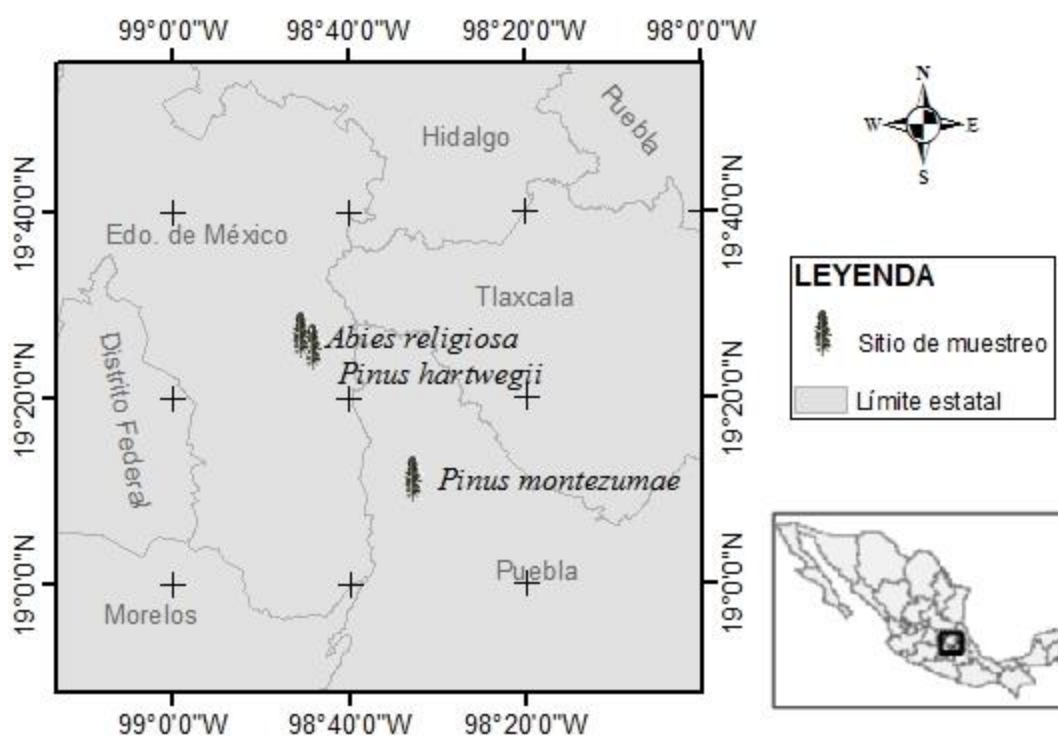 99°0'0"W 98°40'0"W 98°20'0"W 98°0'0"W
N
W E
S
Puebla
Hidalgo
19°40'0"N 19°40'0"N
Edo. de México
LEYENDA
Tlaxcala
Sitio de muestreo
Abies religiosa
Pinus hartwegii
Límite estatal
19°20'0"N 19°20'0"N
Distrito Federal
Pinus montezumae
Puebla
19°0'0"N 19°0'0"N
Morelos
99°0'0"W 98°40'0"W 98°20'0"W 98°0'0"W